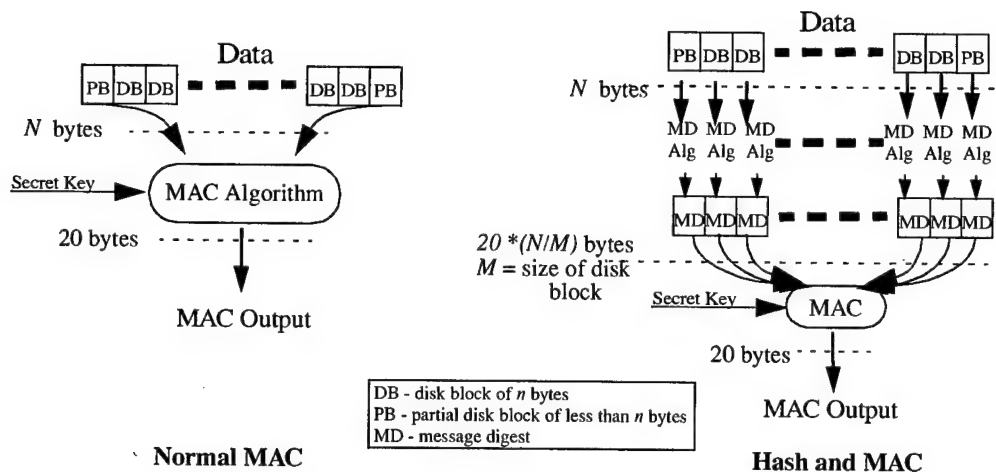 Data
PB DB DB
DB DB PB
N bytes
Secret Key
MAC Algorithm
20 bytes
MAC Output
Normal MAC
Data
PB DB DB
DB DB PB
N bytes
MD MD MD
Alg Alg Alg
MD MD MD
Alg Alg Alg
MD MD MD
MD MD MD
20 *(N/M) bytes
M = size of disk
block
Secret Key
MAC
20 bytes
MAC Output
DB - disk block of n bytes
PB - partial disk block of less than n bytes
MD - message digest
Hash and MAC